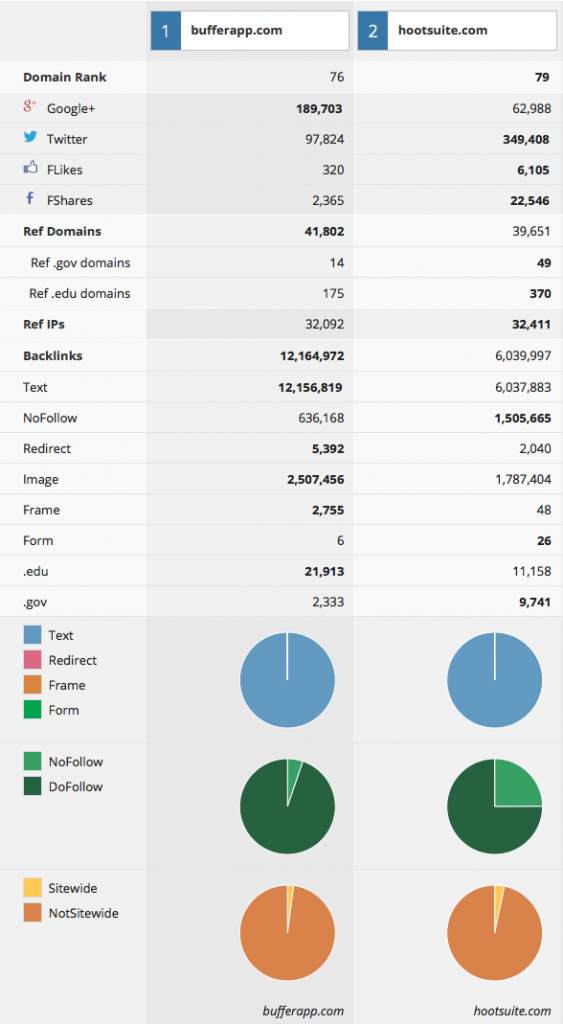 1 bufferapp.com 2 hootsuite.com
Domain Rank 76 79
g+ Google+ 189,703 62,988
Twitter 97,824 349,408
FLikes 320 6,105
f FShares 2,365 22,546
Ref Domains 41,802 39,651
Ref .gov domains 14 49
Ref .edu domains 175 370
Ref IPs 32,092 32,411
Backlinks 12,164,972 6,039,997
Text 12,156,819 6,037,883
NoFollow 636,168 1,505,665
Redirect 5,392 2,040
Image 2,507,456 1,787,404
Frame 2,755 48
Form 6 26
.edu 21,913 11,158
.gov 2,333 9,741
Text
Redirect
Frame
Form
NoFollow
DoFollow
Sitewide
NotSitewide
bufferapp.com hootsuite.com